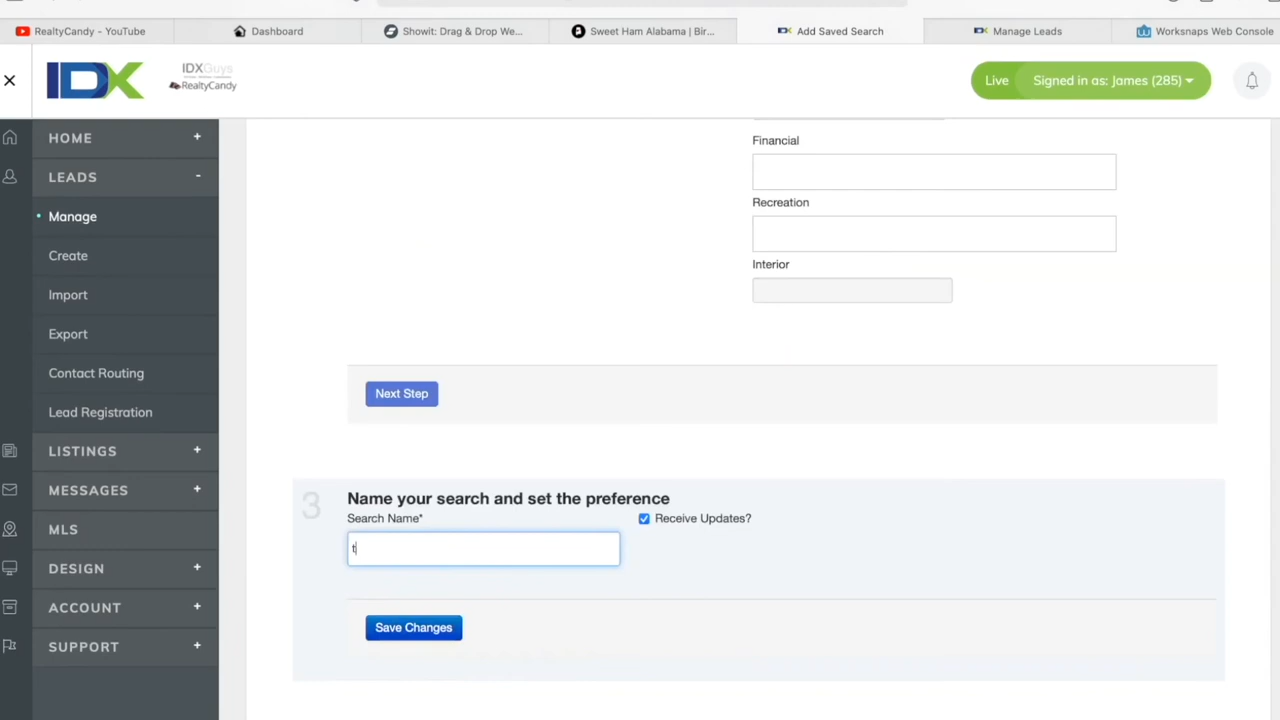 RealtyCandy - YouTube
Dashboard
Showit: Drag & Drop We...
Sweet Ham Alabama | Bir...
Add Saved Search
Manage Leads
Worksnaps Web Console
IDX
IDXGuys
RealtyCandy
Live
Signed in as: James (285)
HOME +
LEADS -
Manage
Create
Import
Export
Contact Routing
Lead Registration
LISTINGS +
MESSAGES +
MLS
DESIGN +
ACCOUNT +
SUPPORT +
Financial
Recreation
Interior
Next Step
3
Name your search and set the preference
Search Name*
Receive Updates?
t
Save Changes